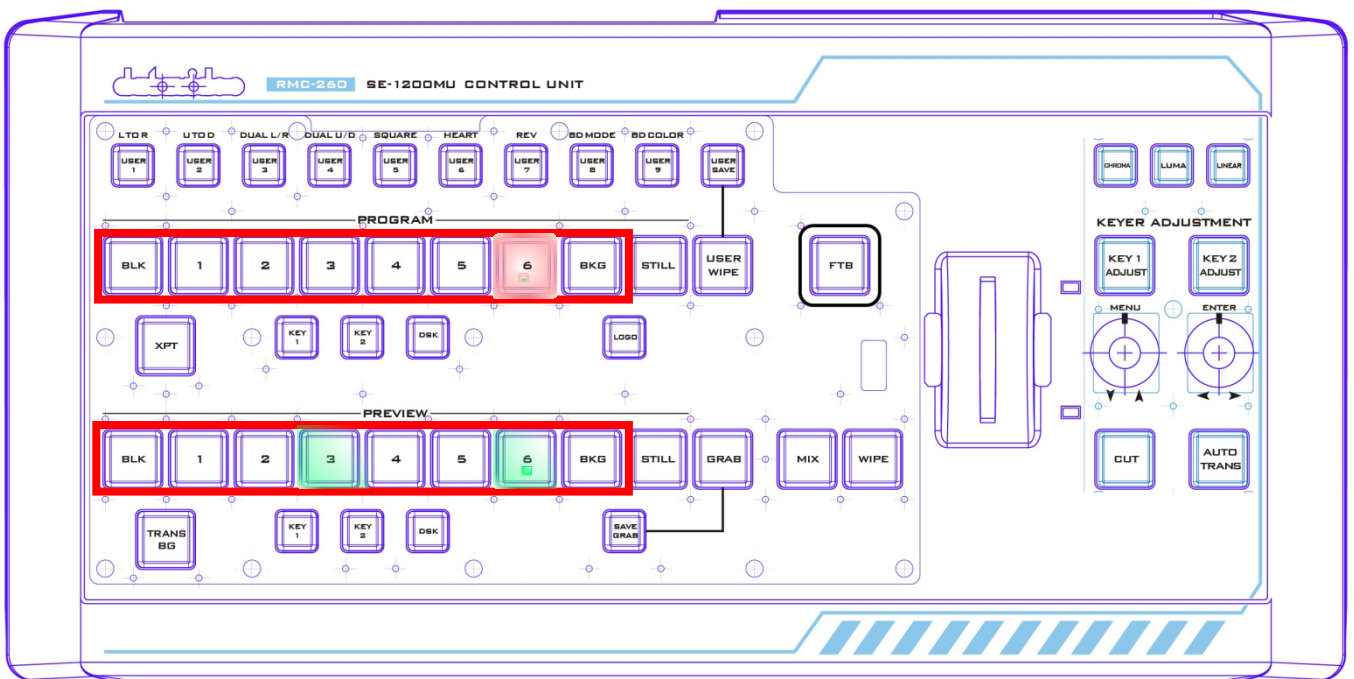 datavideo
RMC-260 SE-1200MU CONTROL UNIT
L TO R U TO D DUAL L/R DUAL U/D SQUARE HEART REV BD MODE BD COLOR
USER 1 USER 2 USER 3 USER 4 USER 5 USER 6 USER 7 USER 8 USER 9 USER SAVE
CHROMA LUMA LINEAR
PROGRAM
KEYER ADJUSTMENT
BLK 1 2 3 4 5 6 BKG STILL USER WIPE FTB KEY 1 ADJUST KEY 2 ADJUST
MENU ENTER
XPT KEY 1 KEY 2 DSK LOGO
PREVIEW
BLK 1 2 3 4 5 6 BKG STILL GRAB MIX WIPE CUT AUTO TRANS
TRANS BG KEY 1 KEY 2 DSK SAVE GRAB